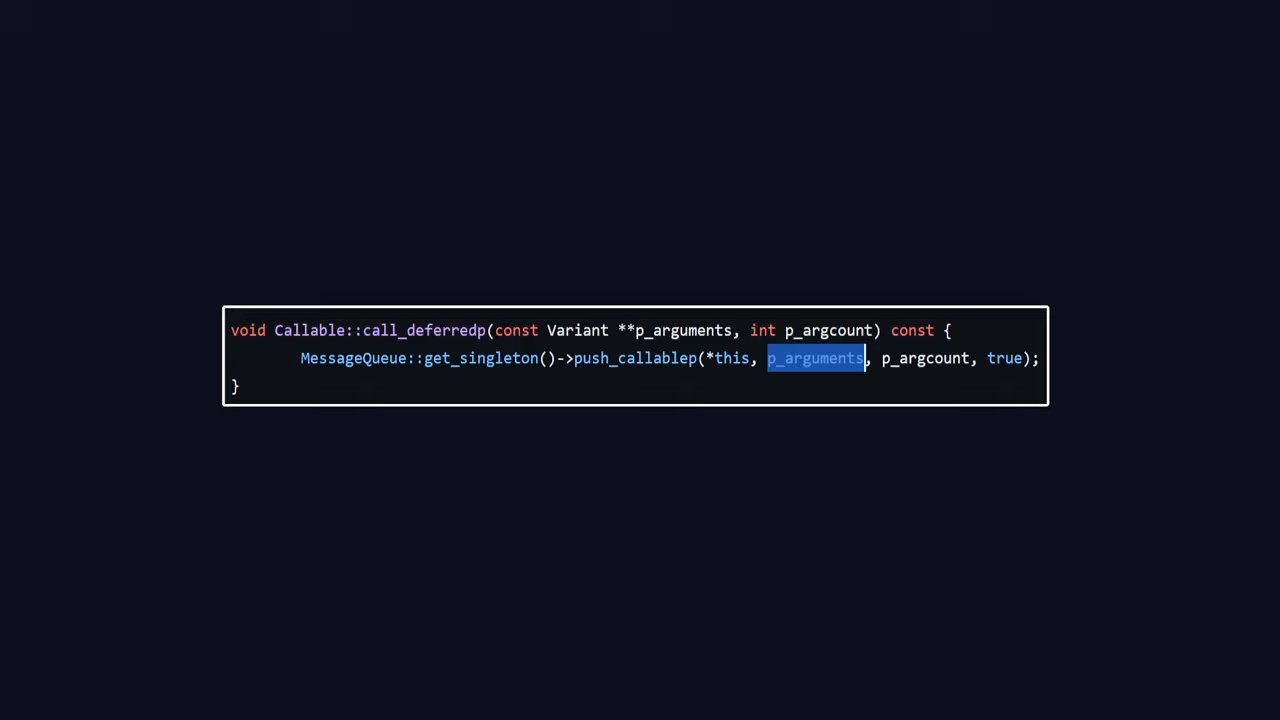 void Callable::call_deferredp(const Variant **p_arguments, int p_argcount) const {
MessageQueue::get_singleton()->push_callablep(*this, p_arguments, p_argcount, true);
}